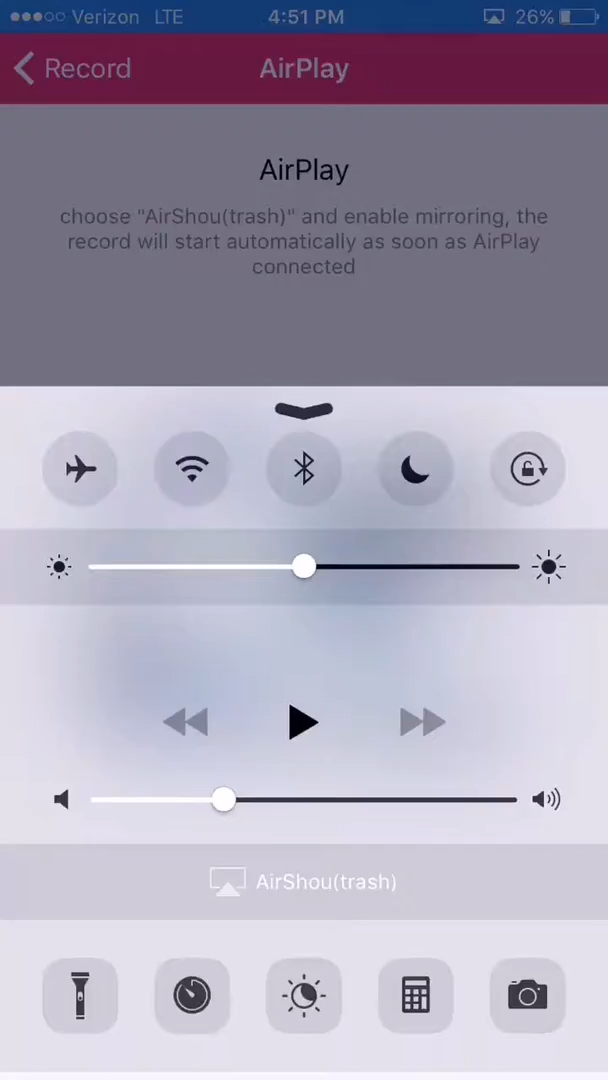 Verizon LTE 4:51 PM 26%
Record AirPlay
AirPlay
choose "AirShou(trash)" and enable mirroring, the
record will start automatically as soon as AirPlay
connected
AirShou(trash)